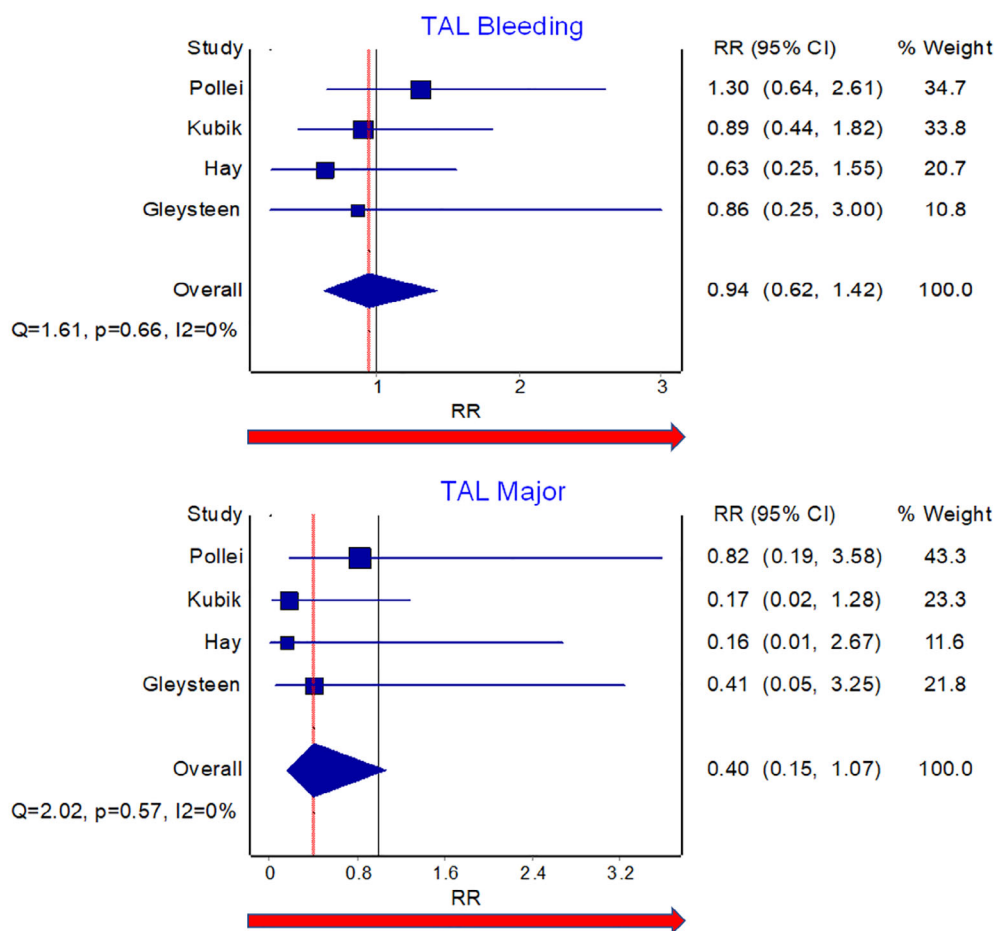 TAL Bleeding
Study RR (95% CI) % Weight
Pollei 1.30 (0.64, 2.61) 34.7
Kubik 0.89 (0.44, 1.82) 33.8
Hay 0.63 (0.25, 1.55) 20.7
Gleysteen 0.86 (0.25, 3.00) 10.8
Overall 0.94 (0.62, 1.42) 100.0
Q=1.61, p=0.66, I2=0%
1 2 3
RR
TAL Major
Study RR (95% CI) % Weight
Pollei 0.82 (0.19, 3.58) 43.3
Kubik 0.17 (0.02, 1.28) 23.3
Hay 0.16 (0.01, 2.67) 11.6
Gleysteen 0.41 (0.05, 3.25) 21.8
Overall 0.40 (0.15, 1.07) 100.0
Q=2.02, p=0.57, I2=0%
0 0.8 1.6 2.4 3.2
RR